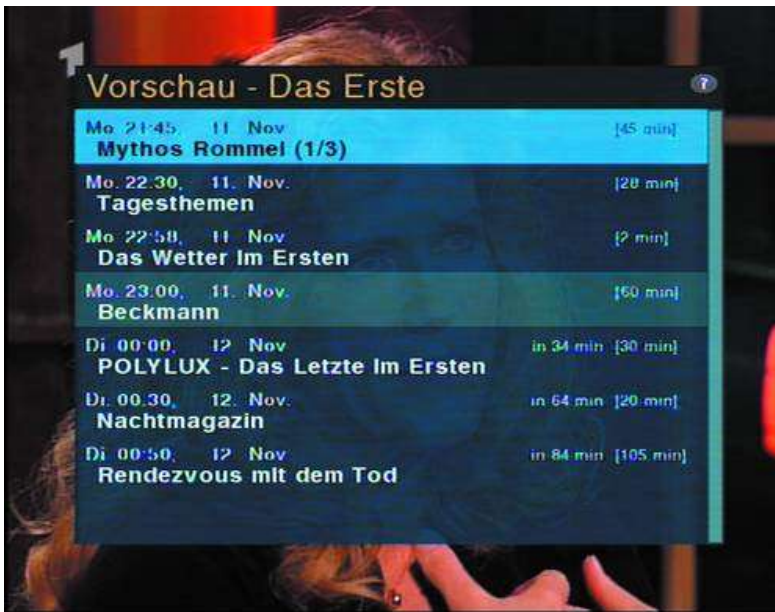 Vorschau - Das Erste
?
Mo 21:45, 11 Nov [45 min]
Mythos Rommel (1/3)
Mo. 22:30, 11. Nov. [28 min]
Tagesthemen
Mo 22:58, 11 Nov [2 min]
Das Wetter Im Ersten
Mo. 23:00, 11. Nov. [60 min]
Beckmann
Di 00:00, 12 Nov in 34 min [30 min]
POLYLUX - Das Letzte Im Ersten
Di. 00:30, 12. Nov. in 64 min [20 min]
Nachtmagazin
Di 00:50, 12 Nov in 84 min [105 min]
Rendezvous mit dem Tod